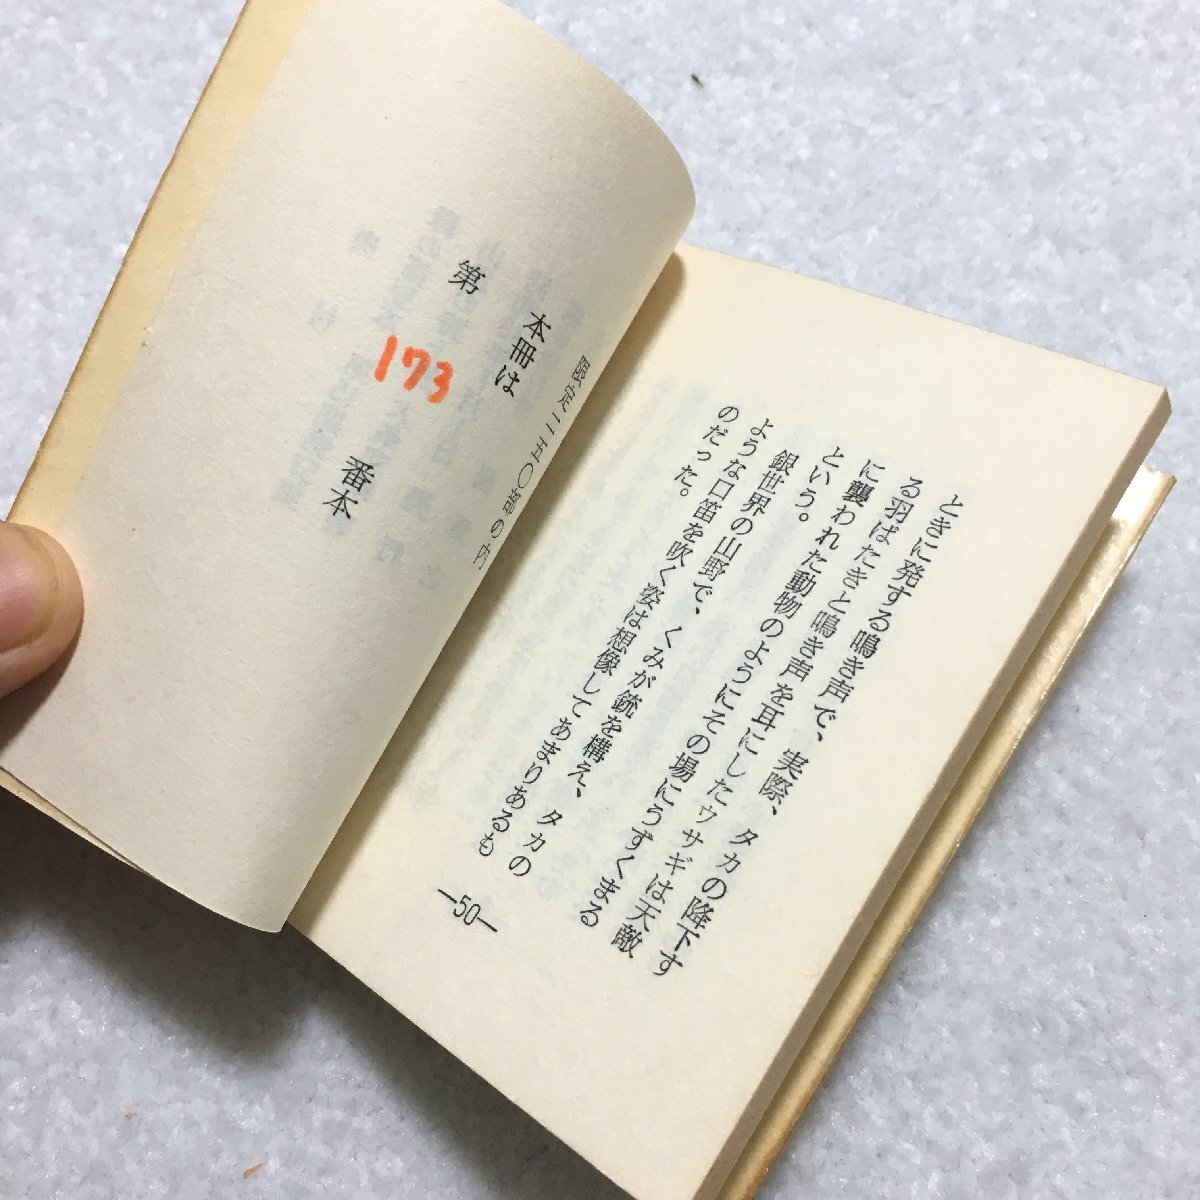 ときに発する鳴き声で、実際、タカの降下す
る羽ばたきと鳴き声を耳にしたウサギは天敵
に襲われた動物のようにその場にうずくまる
という。
銀世界の山野で、くみが銃を構え、タカの
ような口笛を吹く姿は想像してあまりあるも
のだった。
—50—
限定二五〇部の内
本冊は
第
173
番本